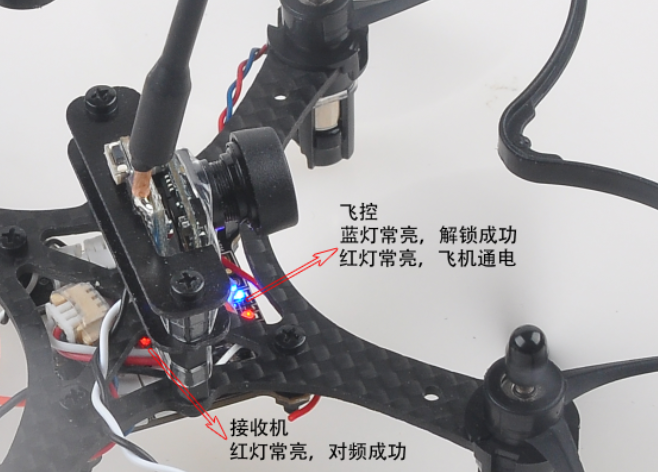 飞控
蓝灯常亮，解锁成功
红灯常亮，飞机通电
接收机
红灯常亮，对频成功